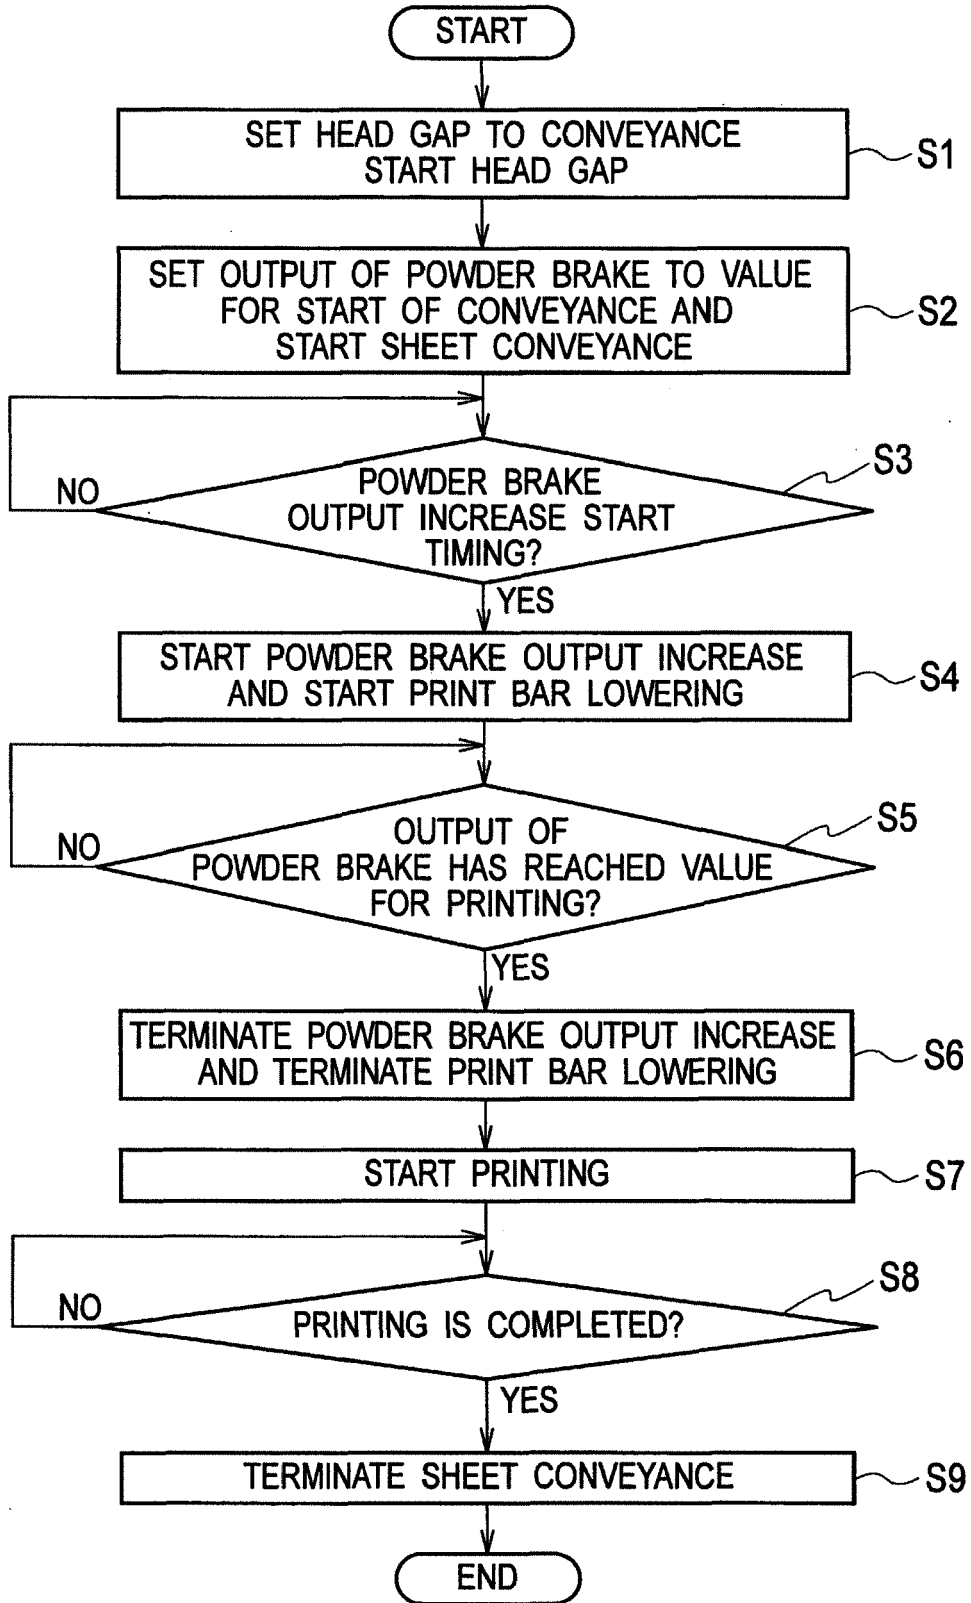 START
SET HEAD GAP TO CONVEYANCE
START HEAD GAP
S1
SET OUTPUT OF POWDER BRAKE TO VALUE
FOR START OF CONVEYANCE AND
START SHEET CONVEYANCE
S2
POWDER BRAKE
OUTPUT INCREASE START
TIMING?
S3
NO
YES
START POWDER BRAKE OUTPUT INCREASE
AND START PRINT BAR LOWERING
S4
OUTPUT OF
POWDER BRAKE HAS REACHED VALUE
FOR PRINTING?
S5
NO
YES
TERMINATE POWDER BRAKE OUTPUT INCREASE
AND TERMINATE PRINT BAR LOWERING
S6
START PRINTING
S7
PRINTING IS COMPLETED?
S8
NO
YES
TERMINATE SHEET CONVEYANCE
S9
END